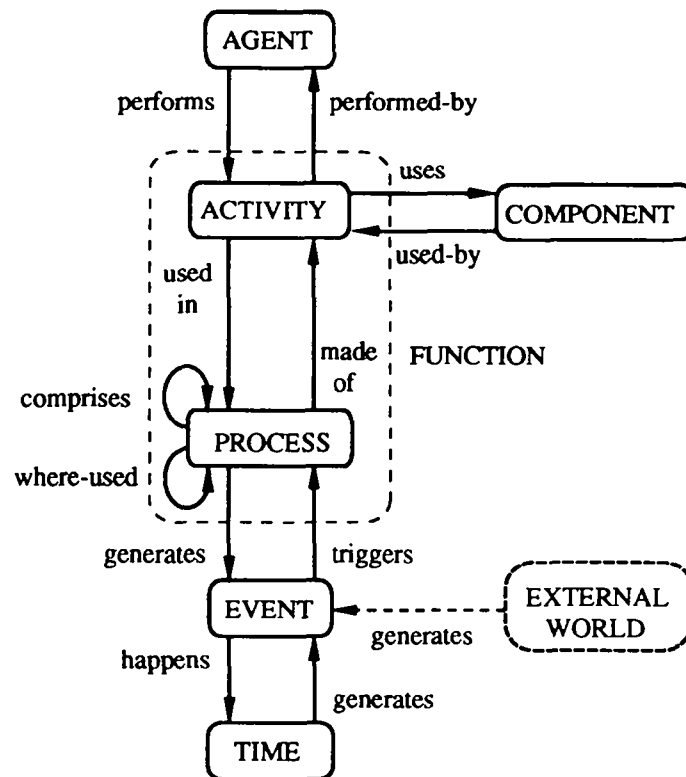 AGENT
performs
performed-by
uses
ACTIVITY
COMPONENT
used-by
used
in
made
of
FUNCTION
comprises
PROCESS
where-used
generates
triggers
EVENT
EXTERNAL
WORLD
generates
happens
generates
TIME